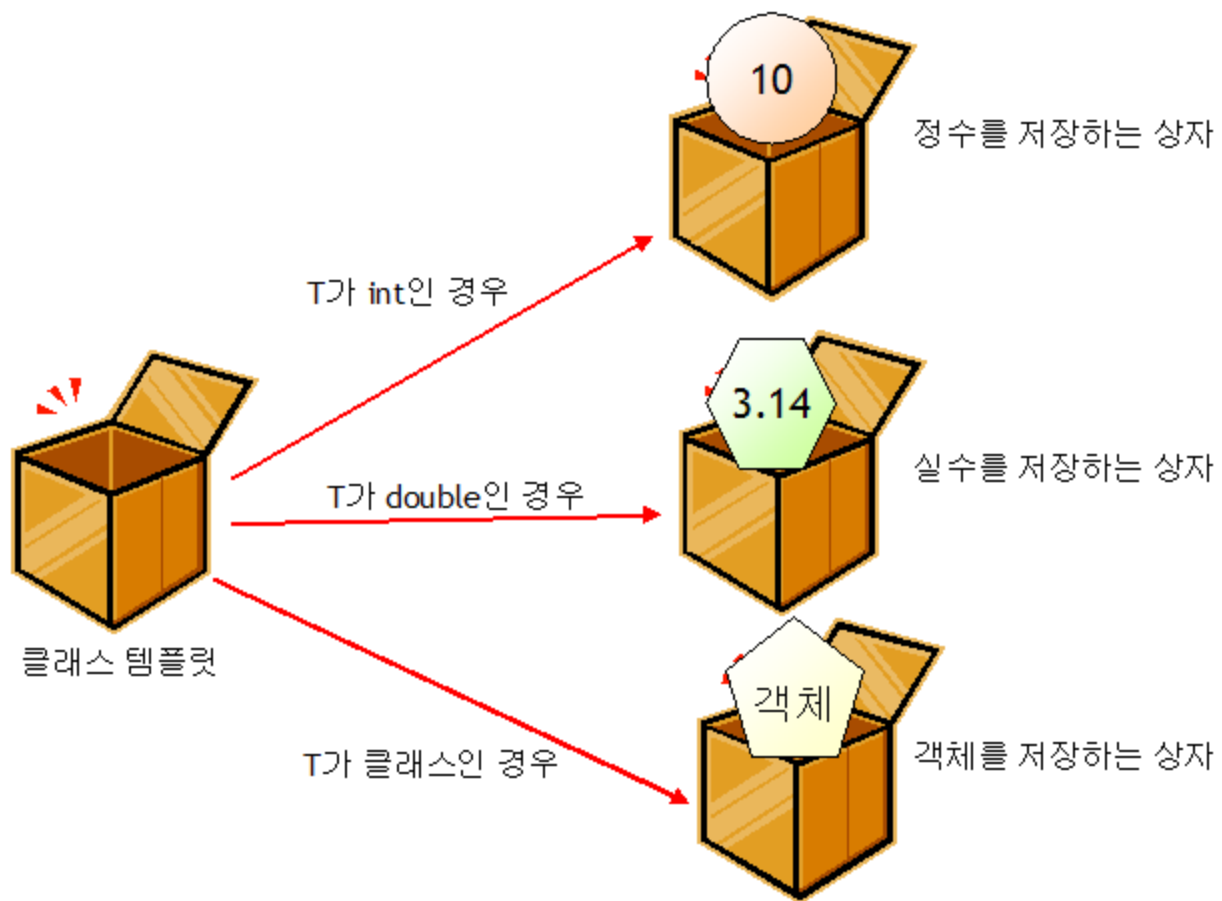 10
정수를 저장하는 상자
T가 int인 경우
3.14
실수를 저장하는 상자
T가 double인 경우
클래스 템플릿
객체
객체를 저장하는 상자
T가 클래스인 경우